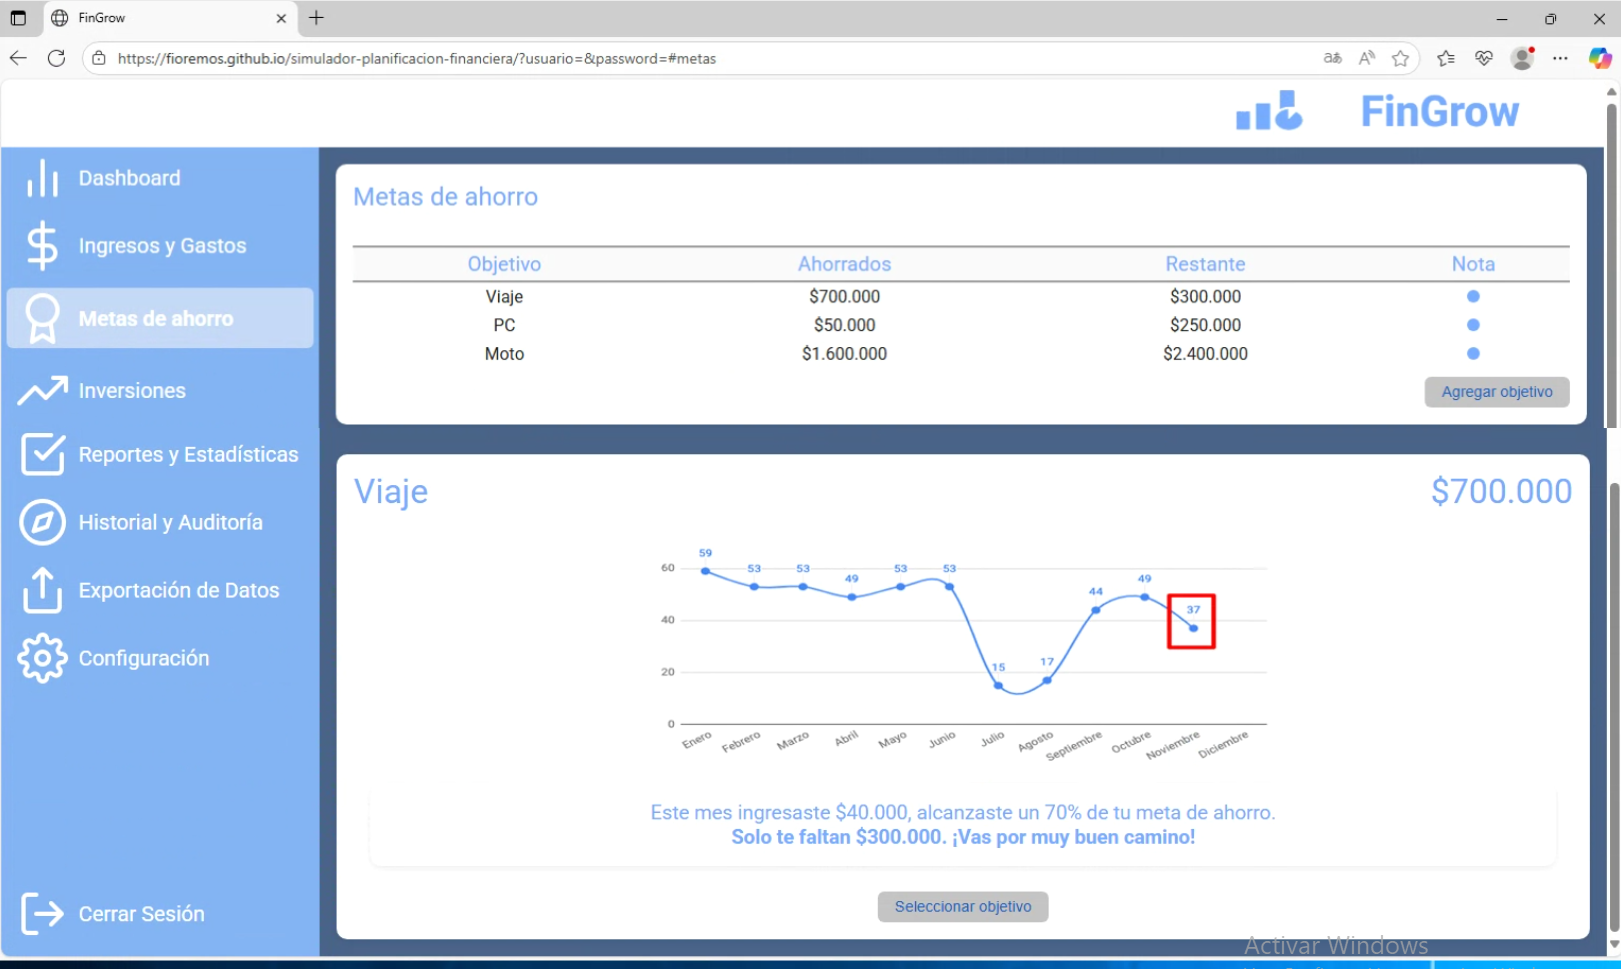 FinGrow
https://fioremos.github.io/simulador-planificacion-financiera/?usuario=&password=#metas
FinGrow
Dashboard
Ingresos y Gastos
Metas de ahorro
Inversiones
Reportes y Estadísticas
Historial y Auditoría
Exportación de Datos
Configuración
Cerrar Sesión
Metas de ahorro
Objetivo Ahorrados Restante Nota
Viaje $700.000 $300.000
PC $50.000 $250.000
Moto $1.600.000 $2.400.000
Agregar objetivo
Viaje $700.000
59 53 53 49 53 53 15 17 44 49 37
60
40
20
0
Enero Febrero Marzo Abril Mayo Junio Julio Agosto Septiembre Octubre Noviembre Diciembre
Este mes ingresaste $40.000, alcanzaste un 70% de tu meta de ahorro.
Solo te faltan $300.000. ¡Vas por muy buen camino!
Seleccionar objetivo
Activar Windows